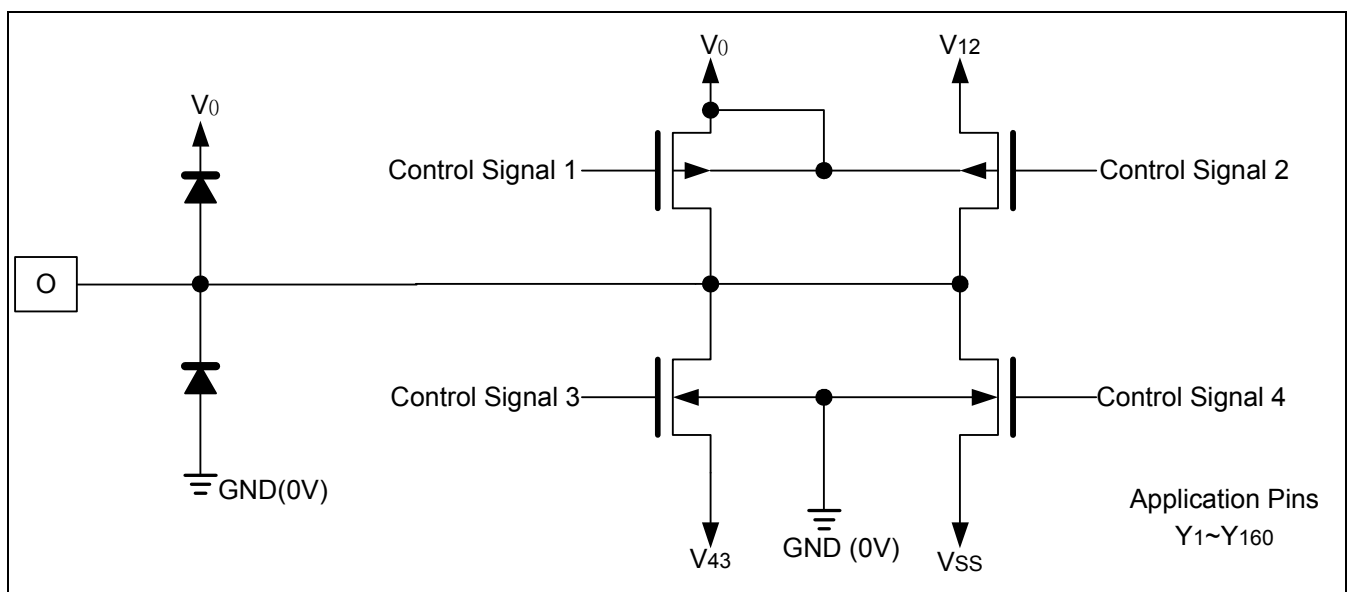 V0
V12
V0
Control Signal 1
Control Signal 2
O
Control Signal 3
Control Signal 4
GND(0V)
Application Pins
Y1~Y160
V43
GND (0V)
VSS